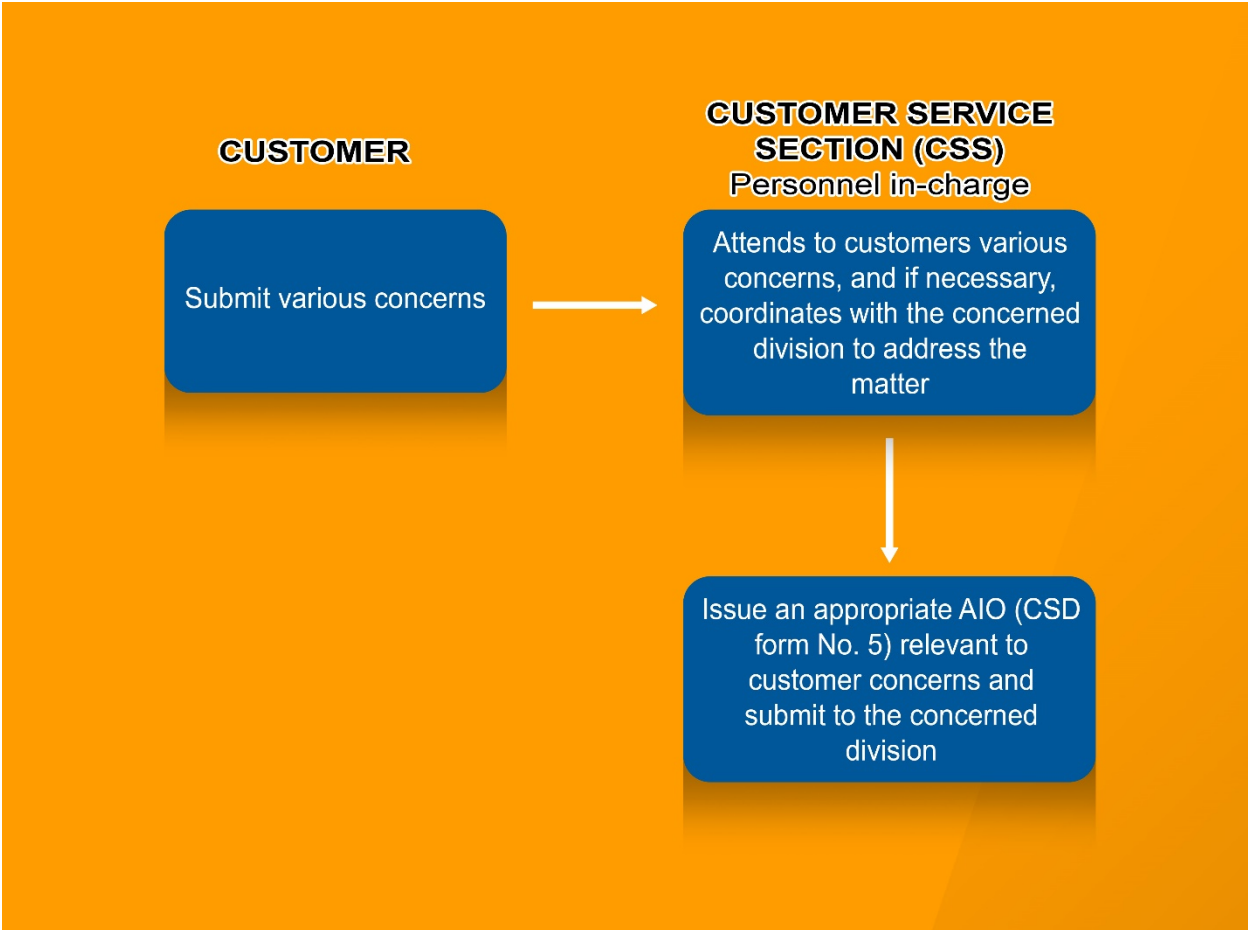 CUSTOMER
Submit various concerns
CUSTOMER SERVICE
SECTION (CSS)
Personnel in-charge
Attends to customers various
concerns, and if necessary,
coordinates with the concerned
division to address the
matter
Issue an appropriate AIO (CSD
form No. 5) relevant to
customer concerns and
submit to the concerned
division